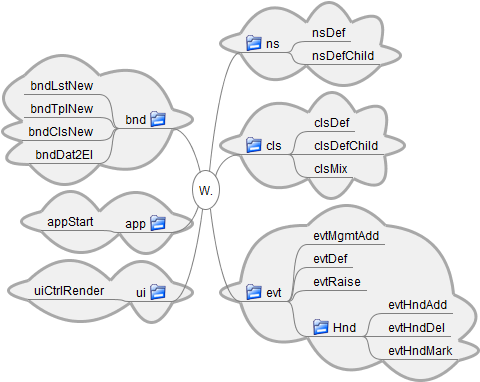 W.
bnd
bndLstNew
bndTplNew
bndClsNew
bndDat2El
app
appStart
ui
uiCtrlRender
ns
nsDef
nsDefChild
cls
clsDef
clsDefChild
clsMix
evt
evtMgmtAdd
evtDef
evtRaise
Hnd
evtHndAdd
evtHndDel
evtHndMark